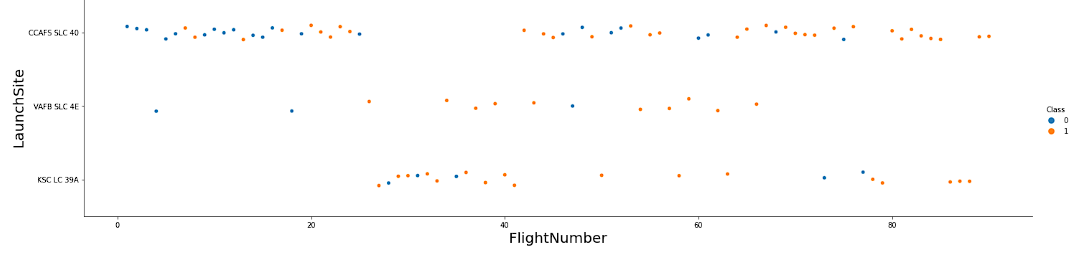 LaunchSite
CCAFS SLC 40
VAFB SLC 4E
KSC LC 39A
0 20 40 60 80
FlightNumber
Class
0
1